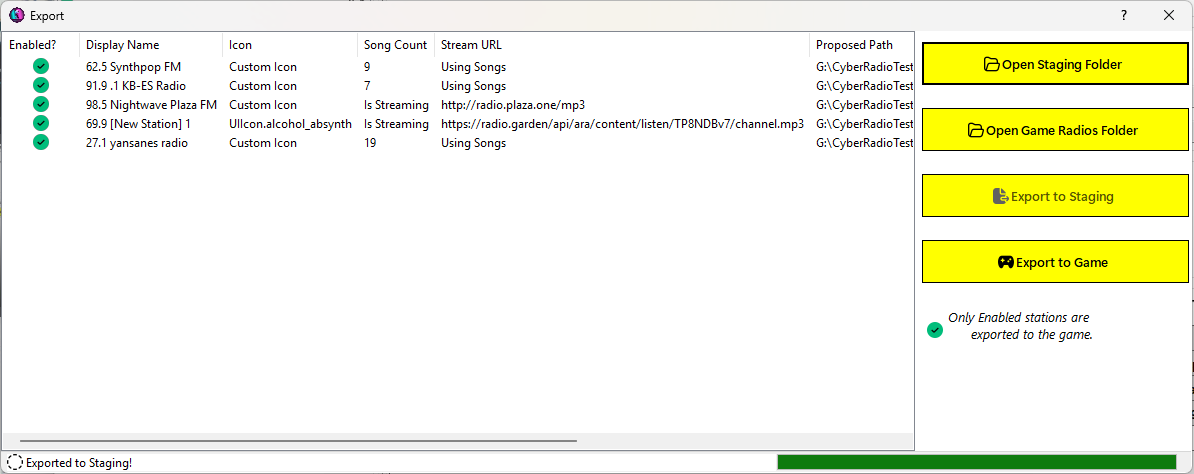 Export
?
Enabled? Display Name Icon Song Count Stream URL Proposed Path
62.5 Synthpop FM Custom Icon 9 Using Songs G:\CyberRadioTest
91.9 .1 KB-ES Radio Custom Icon 7 Using Songs G:\CyberRadioTest
98.5 Nightwave Plaza FM Custom Icon Is Streaming http://radio.plaza.one/mp3 G:\CyberRadioTest
69.9 [New Station] 1 UIIcon.alcohol_absynth Is Streaming https://radio.garden/api/ara/content/listen/TP8NDBv7/channel.mp3 G:\CyberRadioTest
27.1 yansanes radio Custom Icon 19 Using Songs G:\CyberRadioTest
Open Staging Folder
Open Game Radios Folder
Export to Staging
Export to Game
Only Enabled stations are
exported to the game.
Exported to Staging!